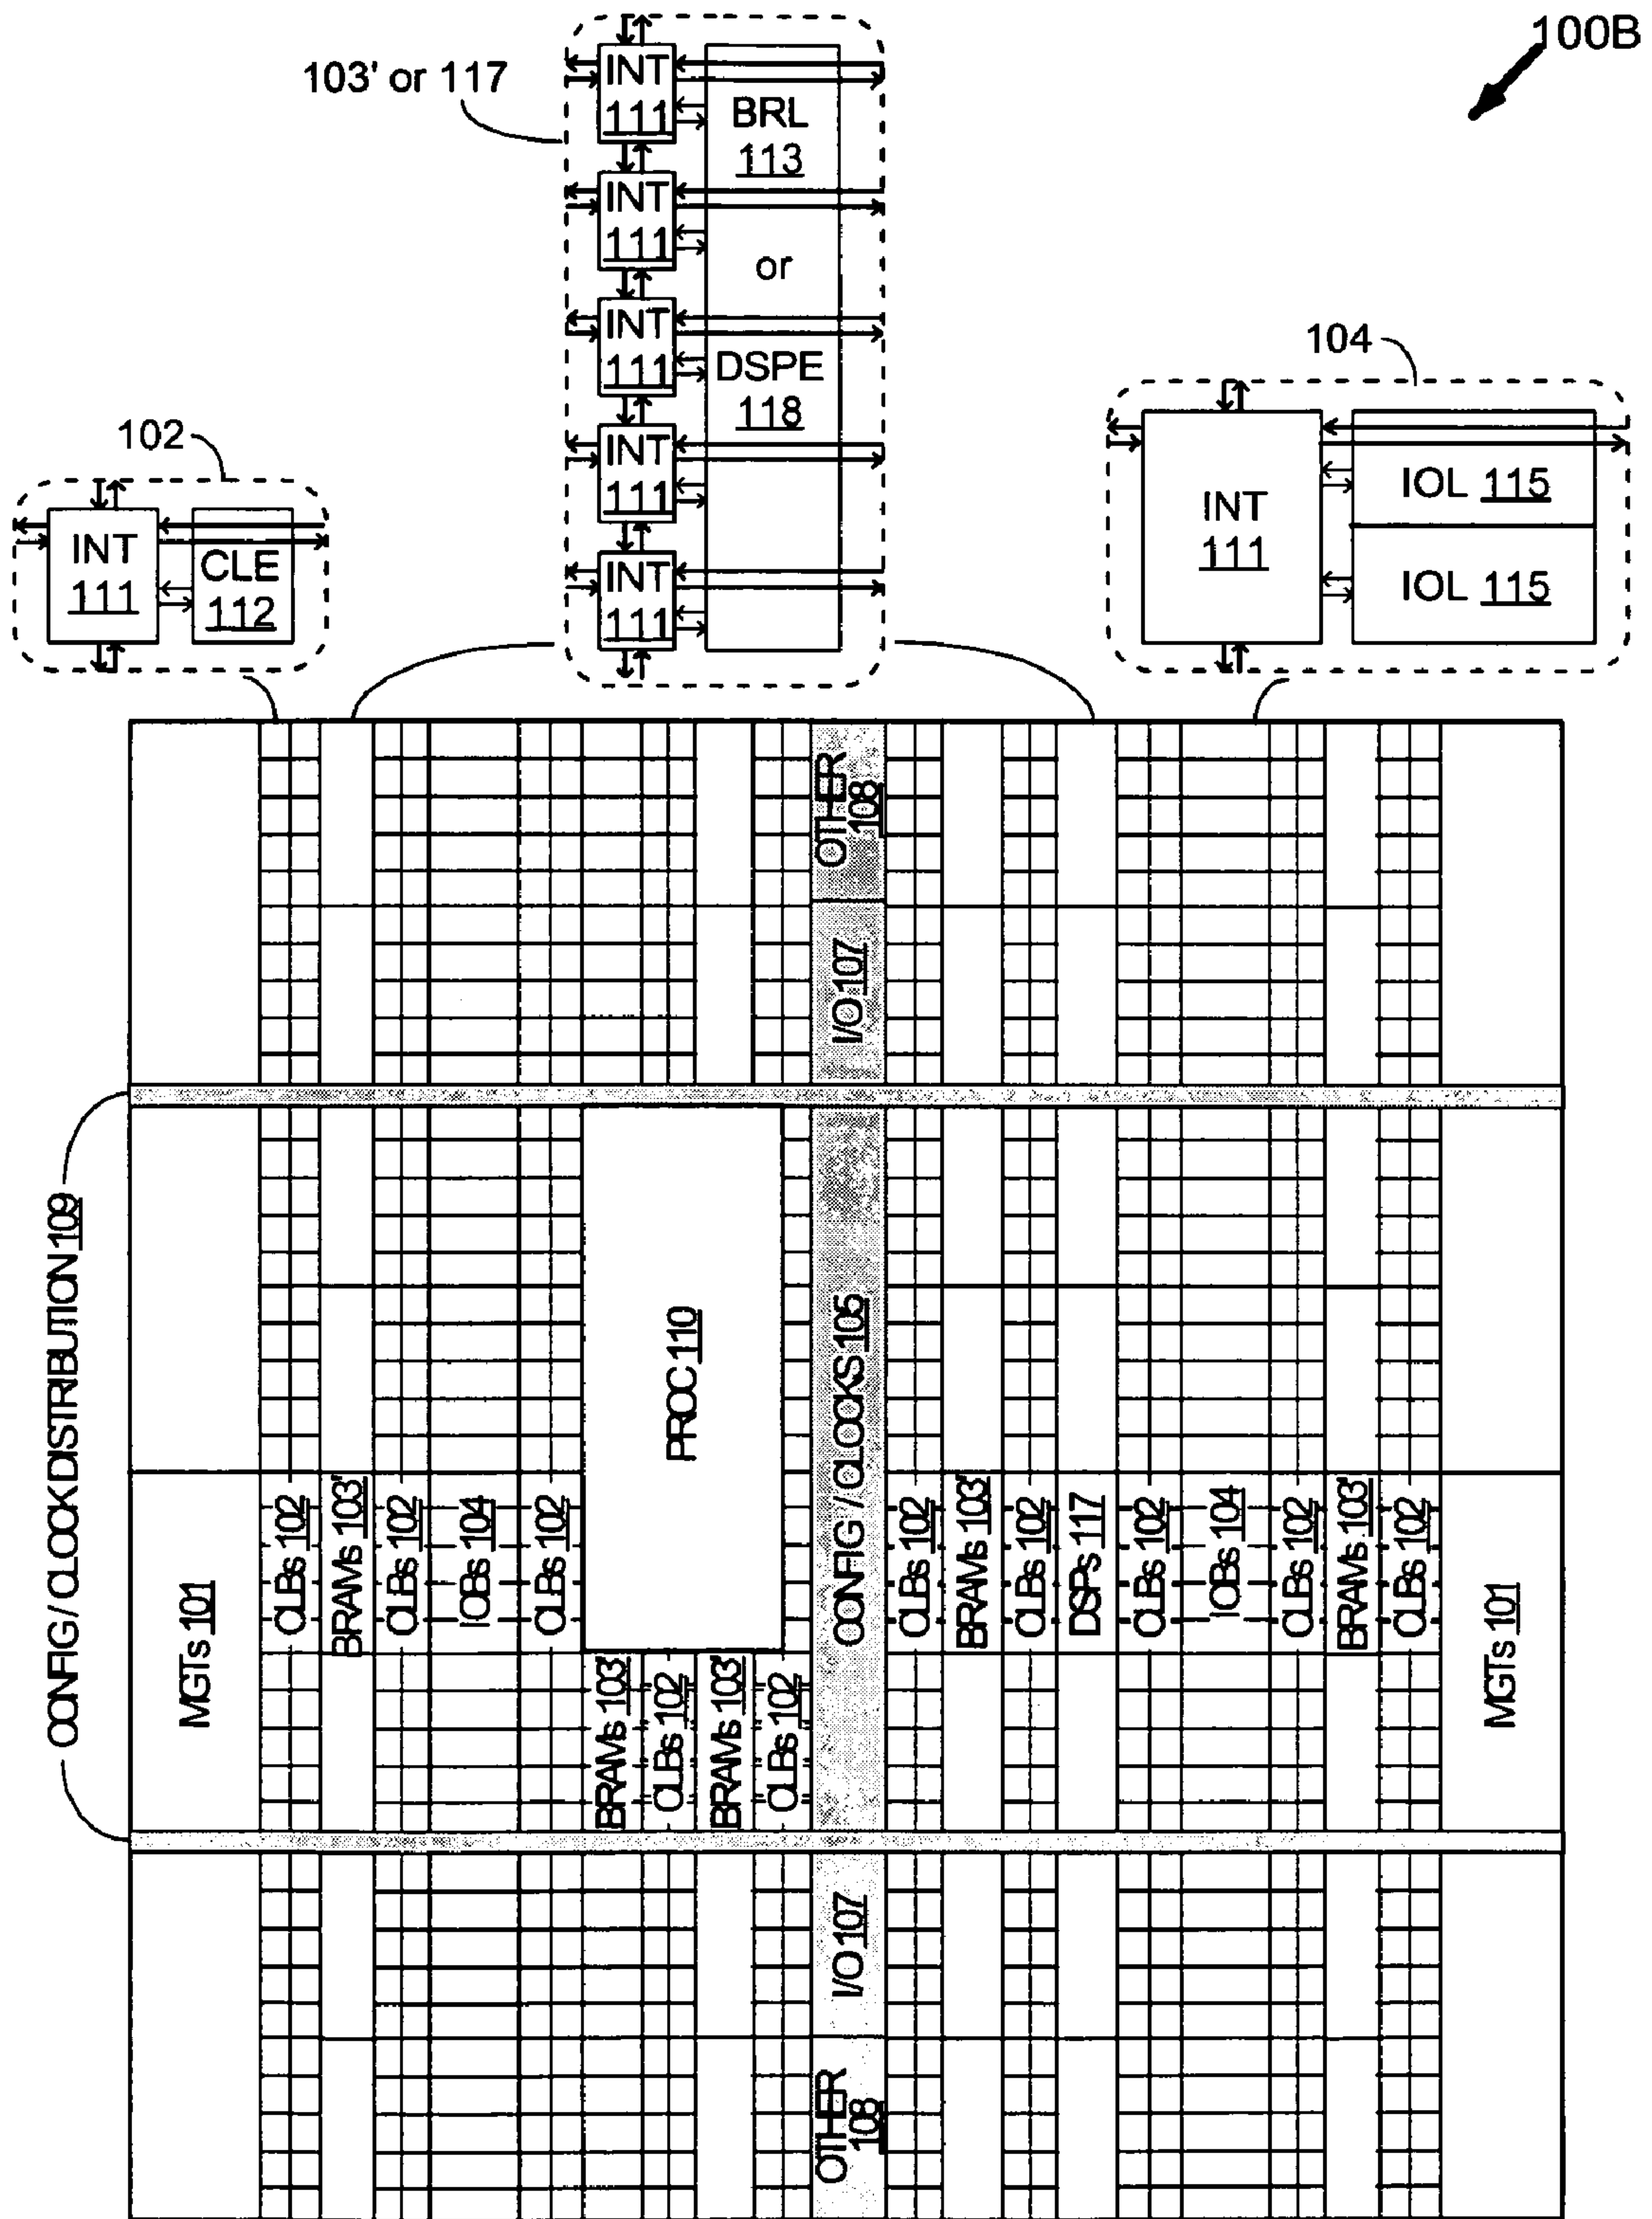 100B
103' or 117
INT
111
INT
111
INT
111
INT
111
INT
111
BRL
113
or
DSPE
118
104
INT
111
IOL 115
IOL 115
102
INT
111
CLE
112
OTHER
108
I/O 107
CONFIG / CLOCK DISTRIBUTION 109
PROC 110
CONFIG / CLOCKS 105
MGTs 101
CLBs 102
BRAMs 103'
CLBs 102
IOBs 104
CLBs 102
BRAMs 103'
CLBs 102
BRAMs 103'
CLBs 102
CLBs 102
BRAMs 103'
CLBs 102
DSPs 117
CLBs 102
IOBs 104
CLBs 102
BRAMs 103'
CLBs 102
MGTs 101
I/O 107
OTHER
108